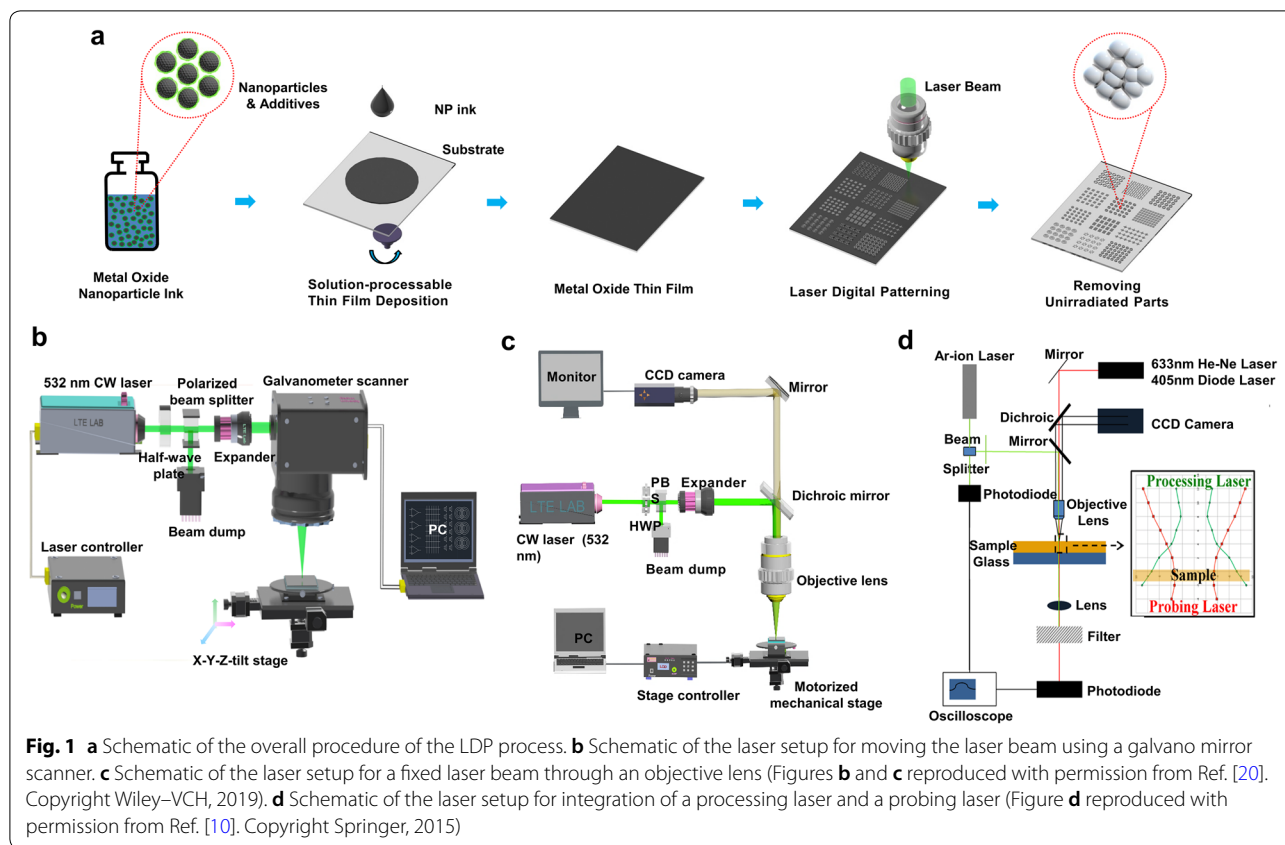 a
Nanoparticles
& Additives
NP ink
Substrate
Laser Beam
Metal Oxide
Nanoparticle Ink
Solution-processable
Thin Film Deposition
Metal Oxide Thin Film
Laser Digital Patterning
Removing
Unirradiated Parts
b
532 nm CW laser
Polarized
beam splitter
Galvanometer scanner
LTE LAB
Half-wave
plate
Expander
Beam dump
Laser controller
Power
PC
X-Y-Z-tilt stage
c
Monitor
CCD camera
Mirror
PB
S
Expander
Dichroic mirror
LTE LAB
HWP
CW laser (532
nm)
Beam dump
Objective lens
PC
Stage controller
Motorized
mechanical stage
d
Ar-ion Laser
Mirror
633nm He-Ne Laser
405nm Diode Laser
Dichroic
Mirror
CCD Camera
Beam
Splitter
Photodiode
Objective
Lens
Processing Laser
Sample
Glass
Sample
Probing Laser
Lens
Filter
Photodiode
Oscilloscope
Fig. 1 a Schematic of the overall procedure of the LDP process. b Schematic of the laser setup for moving the laser beam using a galvano mirror
scanner. c Schematic of the laser setup for a fixed laser beam through an objective lens (Figures b and c reproduced with permission from Ref. [20].
Copyright Wiley–VCH, 2019). d Schematic of the laser setup for integration of a processing laser and a probing laser (Figure d reproduced with
permission from Ref. [10]. Copyright Springer, 2015)